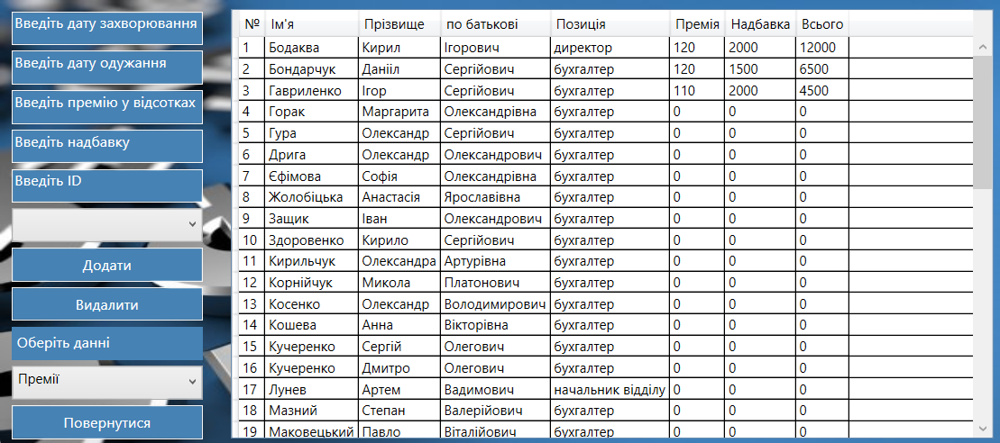 Введіть дату захворювання
Введіть дату одужання
Введіть премію у відсотках
Введіть надбавку
Введіть ID
Додати
Видалити
Оберіть данні
Премії
Повернутися
№ Ім'я Прізвище по батькові Позиція Премія Надбавка Всього
1 Бодаква Кирил Ігорович директор 120 2000 12000
2 Бондарчук Данііл Сергійович бухгалтер 120 1500 6500
3 Гавриленко Ігор Сергійович бухгалтер 110 2000 4500
4 Горак Маргарита Олександрівна бухгалтер 0 0 0
5 Гура Олександр Сергійович бухгалтер 0 0 0
6 Дрига Олександр Олександрович бухгалтер 0 0 0
7 Єфімова Софія Олександрівна бухгалтер 0 0 0
8 Жолобіцька Анастасія Ярославівна бухгалтер 0 0 0
9 Защик Іван Олександрович бухгалтер 0 0 0
10 Здоровенко Кирило Сергійович бухгалтер 0 0 0
11 Кирильчук Олександра Артурівна бухгалтер 0 0 0
12 Корнійчук Микола Платонович бухгалтер 0 0 0
13 Косенко Олександр Володимирович бухгалтер 0 0 0
14 Кошева Анна Вікторівна бухгалтер 0 0 0
15 Кучеренко Сергій Олегович бухгалтер 0 0 0
16 Кучеренко Дмитро Олегович бухгалтер 0 0 0
17 Лунев Артем Вадимович начальник відділу 0 0 0
18 Мазний Степан Валерійович бухгалтер 0 0 0
19 Маковецький Павло Віталійович бухгалтер 0 0 0